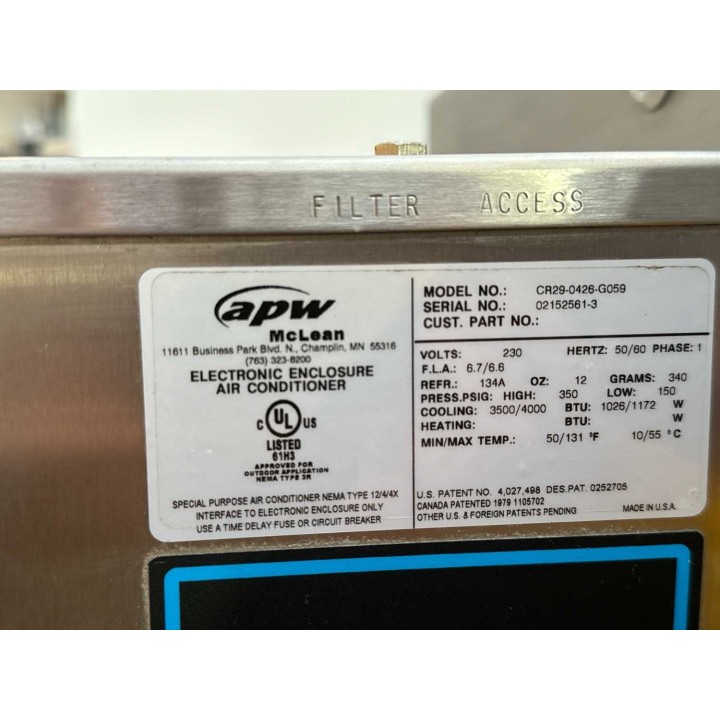 FILTER ACCESS
apw
McLean
11611 Business Park Blvd. N., Champlin, MN 55316
(763) 323-8200
ELECTRONIC ENCLOSURE
AIR CONDITIONER
C UL US
LISTED
61H3
APPROVED FOR
OUTDOOR APPLICATION
NEMA TYPE 3R
SPECIAL PURPOSE AIR CONDITIONER NEMA TYPE 12/4/4X
INTERFACE TO ELECTRONIC ENCLOSURE ONLY
USE A TIME DELAY FUSE OR CIRCUIT BREAKER
MODEL NO.: CR29-0426-G059
SERIAL NO.: 02152561-3
CUST. PART NO.:
VOLTS: 230 HERTZ: 50/60 PHASE: 1
F.L.A.: 6.7/6.6
REFR.: 134A OZ: 12 GRAMS: 340
PRESS.PSIG: HIGH: 350 LOW: 150
COOLING: 3500/4000 BTU: 1026/1172 W
HEATING: BTU: W
MIN/MAX TEMP.: 50/131 °F 10/55 °C
U.S. PATENT NO. 4,027,498 DES.PAT. 0252705
CANADA PATENTED 1979 1105702
OTHER U.S. & FOREIGN PATENTS PENDING MADE IN U.S.A.